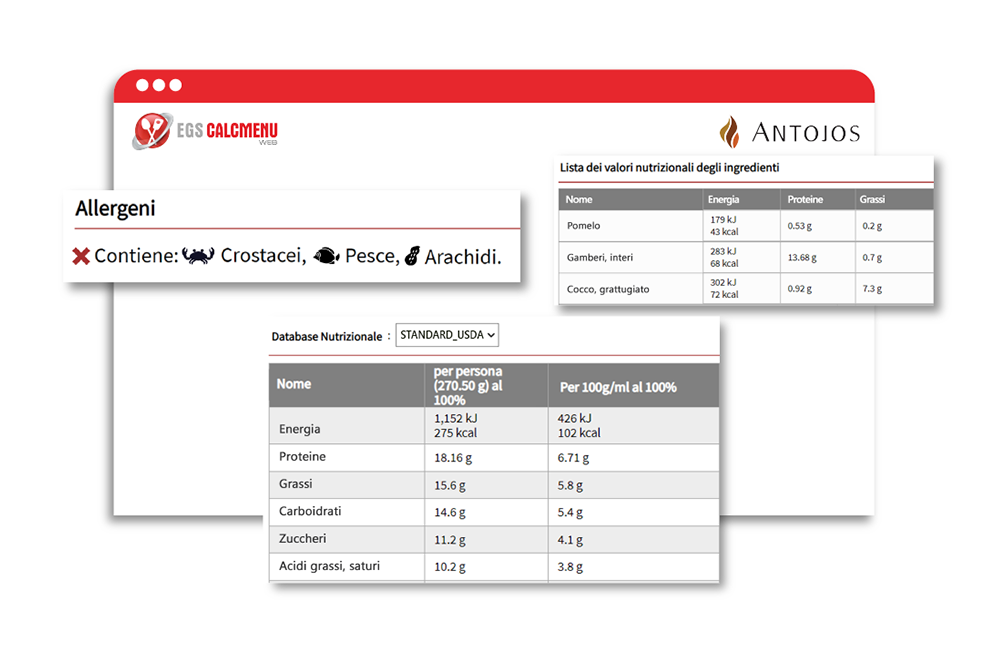 EGS CALCMENU
WEB
ANTOJOS
Lista dei valori nutrizionali degli ingredienti
Nome Energia Proteine Grassi
Pomelo 179 kJ 43 kcal 0.53 g 0.2 g
Gamberi, interi 283 kJ 68 kcal 13.68 g 0.7 g
Cocco, grattugiato 302 kJ 72 kcal 0.92 g 7.3 g
Allergeni
Contiene: Crostacei, Pesce, Arachidi.
Database Nutrizionale : STANDARD_USDA
Nome per persona (270.50 g) al 100% Per 100g/ml al 100%
Energia 1,152 kJ 275 kcal 426 kJ 102 kcal
Proteine 18.16 g 6.71 g
Grassi 15.6 g 5.8 g
Carboidrati 14.6 g 5.4 g
Zuccheri 11.2 g 4.1 g
Acidi grassi, saturi 10.2 g 3.8 g